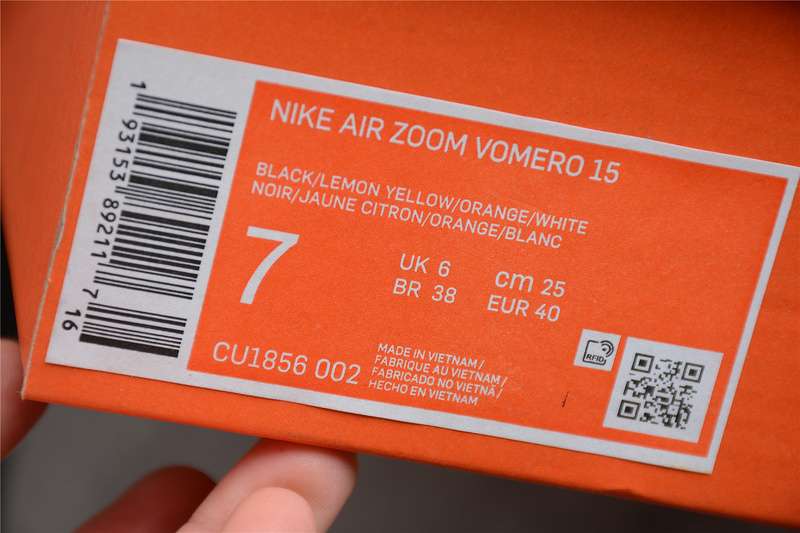 NIKE AIR ZOOM VOMERO 15
BLACK/LEMON YELLOW/ORANGE/WHITE
NOIR/JAUNE CITRON/ORANGE/BLANC
7
UK 6
cm 25
BR 38
EUR 40
CU1856 002
MADE IN VIETNAM /
FABRIQUE AU VIETNAM /
FABRICADO NO VIETNÃ /
HECHO EN VIETNAM
RFID
1 93153 89211 7 16